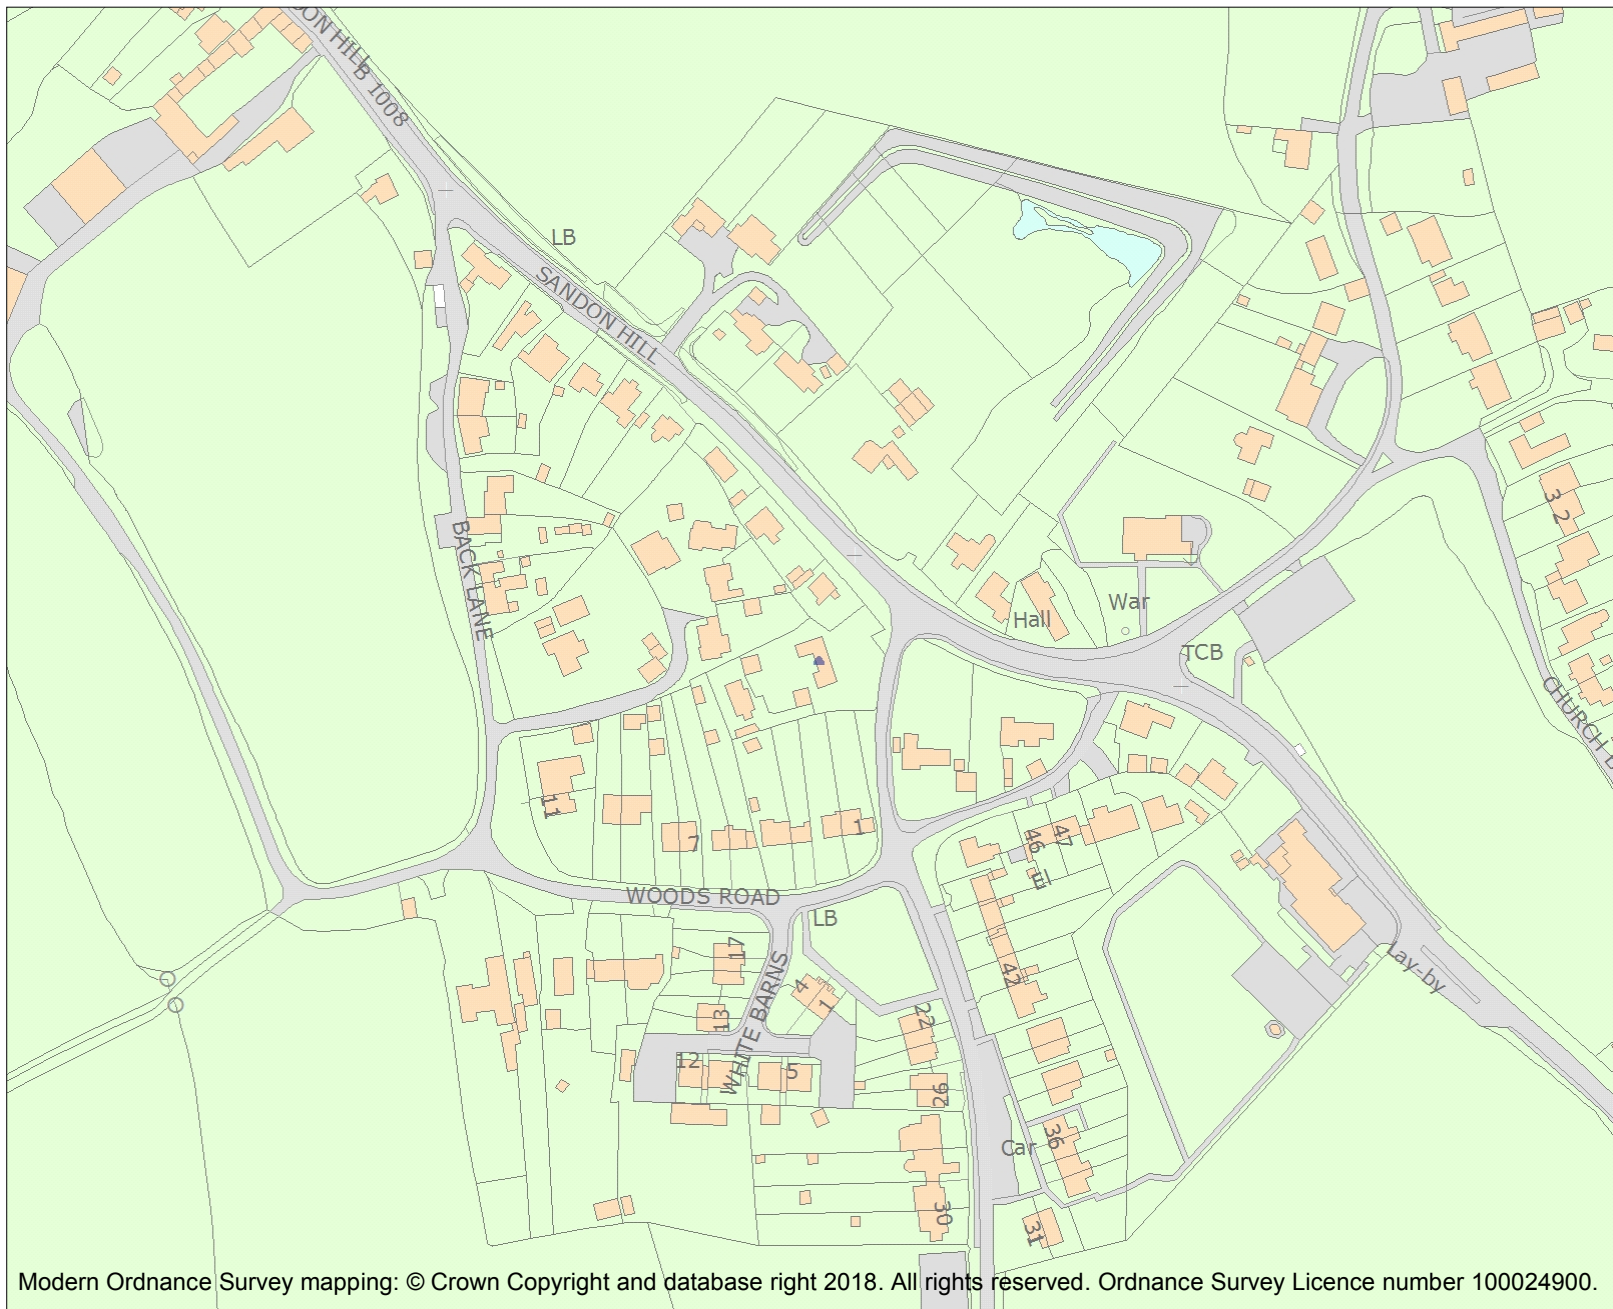 DON HILL
B 1008
LB
SANDON HILL
3 2
BACK LANE
War
Hall
TCB
CHURCH
11
1
7
47
46
E
WOODS ROAD
LB
17
42
Lay-by
4
1
WHITE BARNS
13
22
12
5
26
36
Car
30
31
Modern Ordnance Survey mapping: © Crown Copyright and database right 2018. All rights reserved. Ordnance Survey Licence number 100024900.